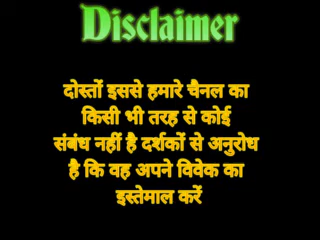 Disclaimer
दोस्तों इससे हमारे चैनल का
किसी भी तरह से कोई
संबंध नहीं है दर्शकों से अनुरोध
है कि वह अपने विवेक का
इस्तेमाल करें